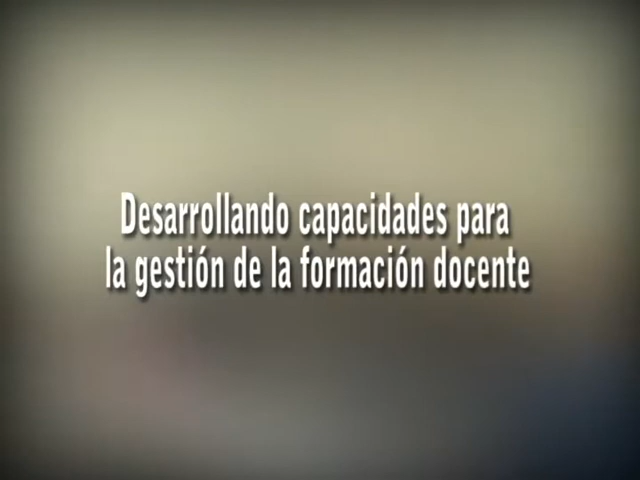 Desarrollando capacidades para
la gestión de la formación docente